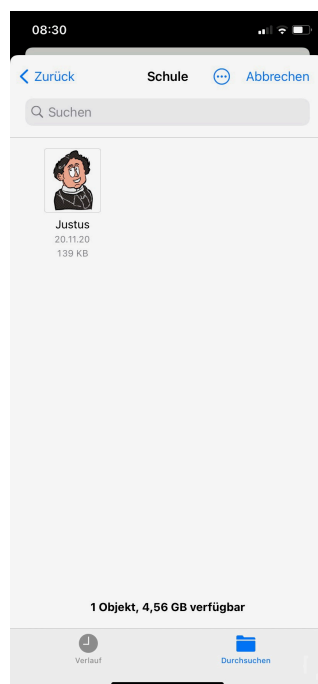 08:30
Zurück Schule Abbrechen
Suchen
Justus
20.11.20
139 KB
1 Objekt, 4,56 GB verfügbar
Verlauf Durchsuchen